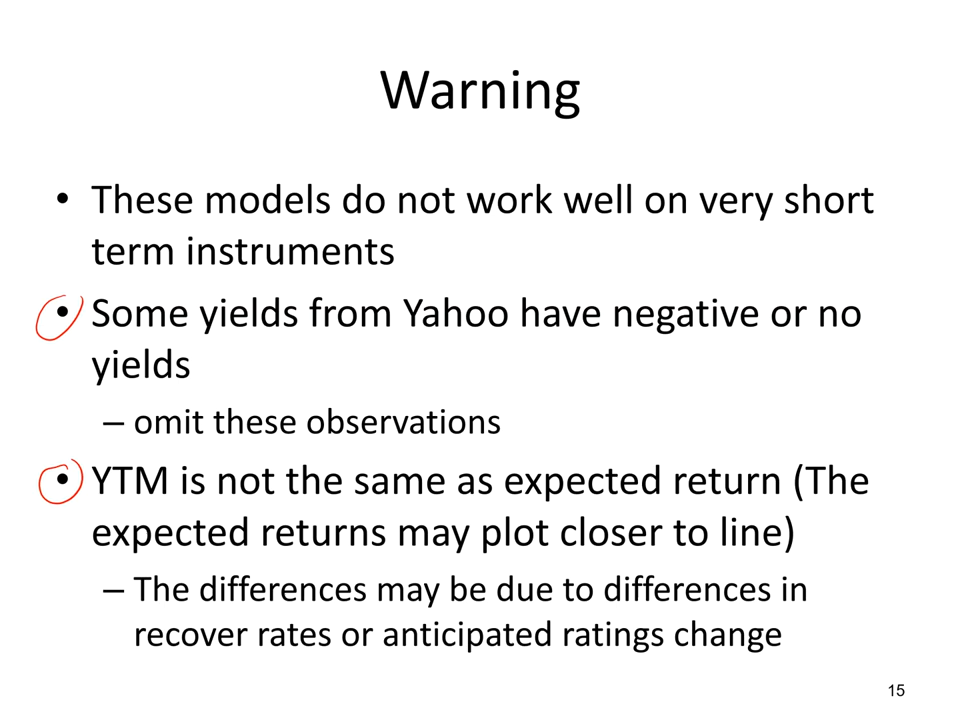 Warning
• These models do not work well on very short
term instruments
• Some yields from Yahoo have negative or no
yields
– omit these observations
• YTM is not the same as expected return (The
expected returns may plot closer to line)
– The differences may be due to differences in
recover rates or anticipated ratings change
15